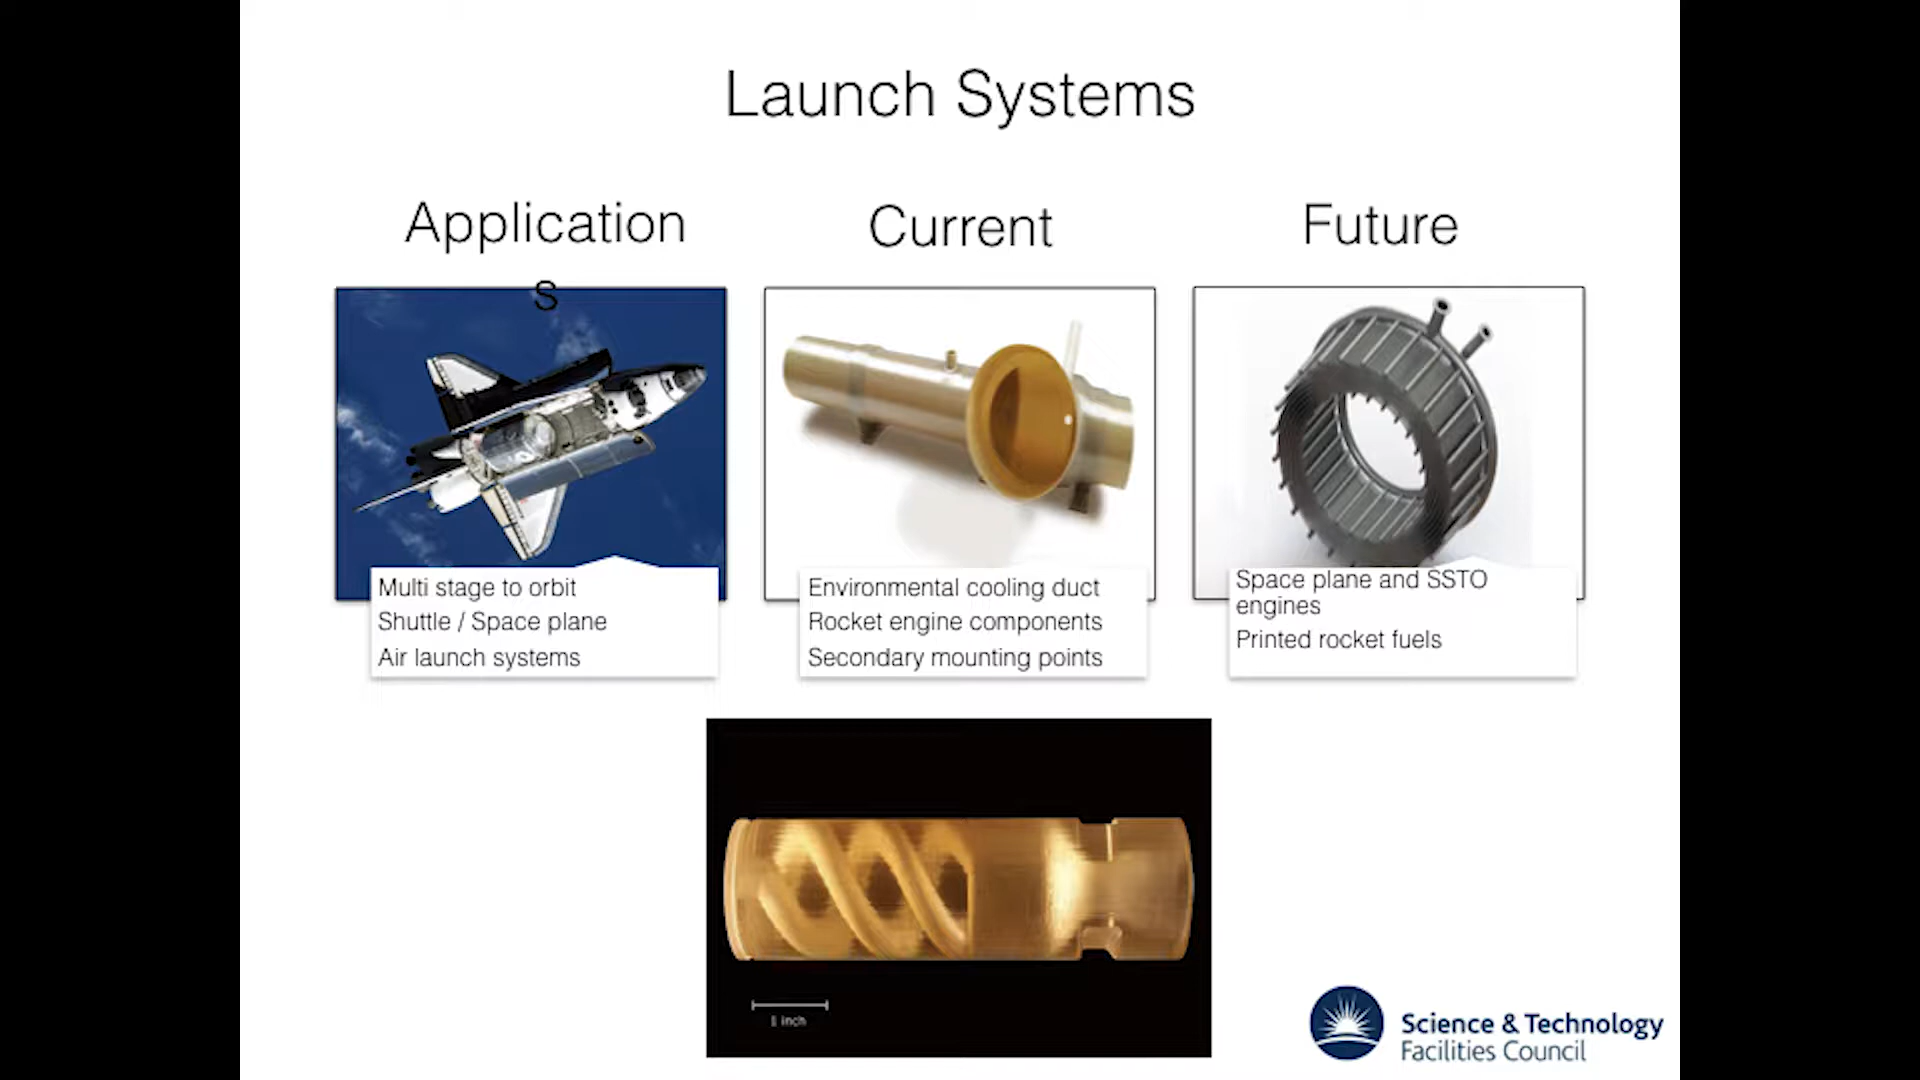 Launch Systems
Application
s
Current
Future
Multi stage to orbit
Shuttle / Space plane
Air launch systems
Environmental cooling duct
Rocket engine components
Secondary mounting points
Space plane and SSTO
engines
Printed rocket fuels
1 inch
Science & Technology
Facilities Council